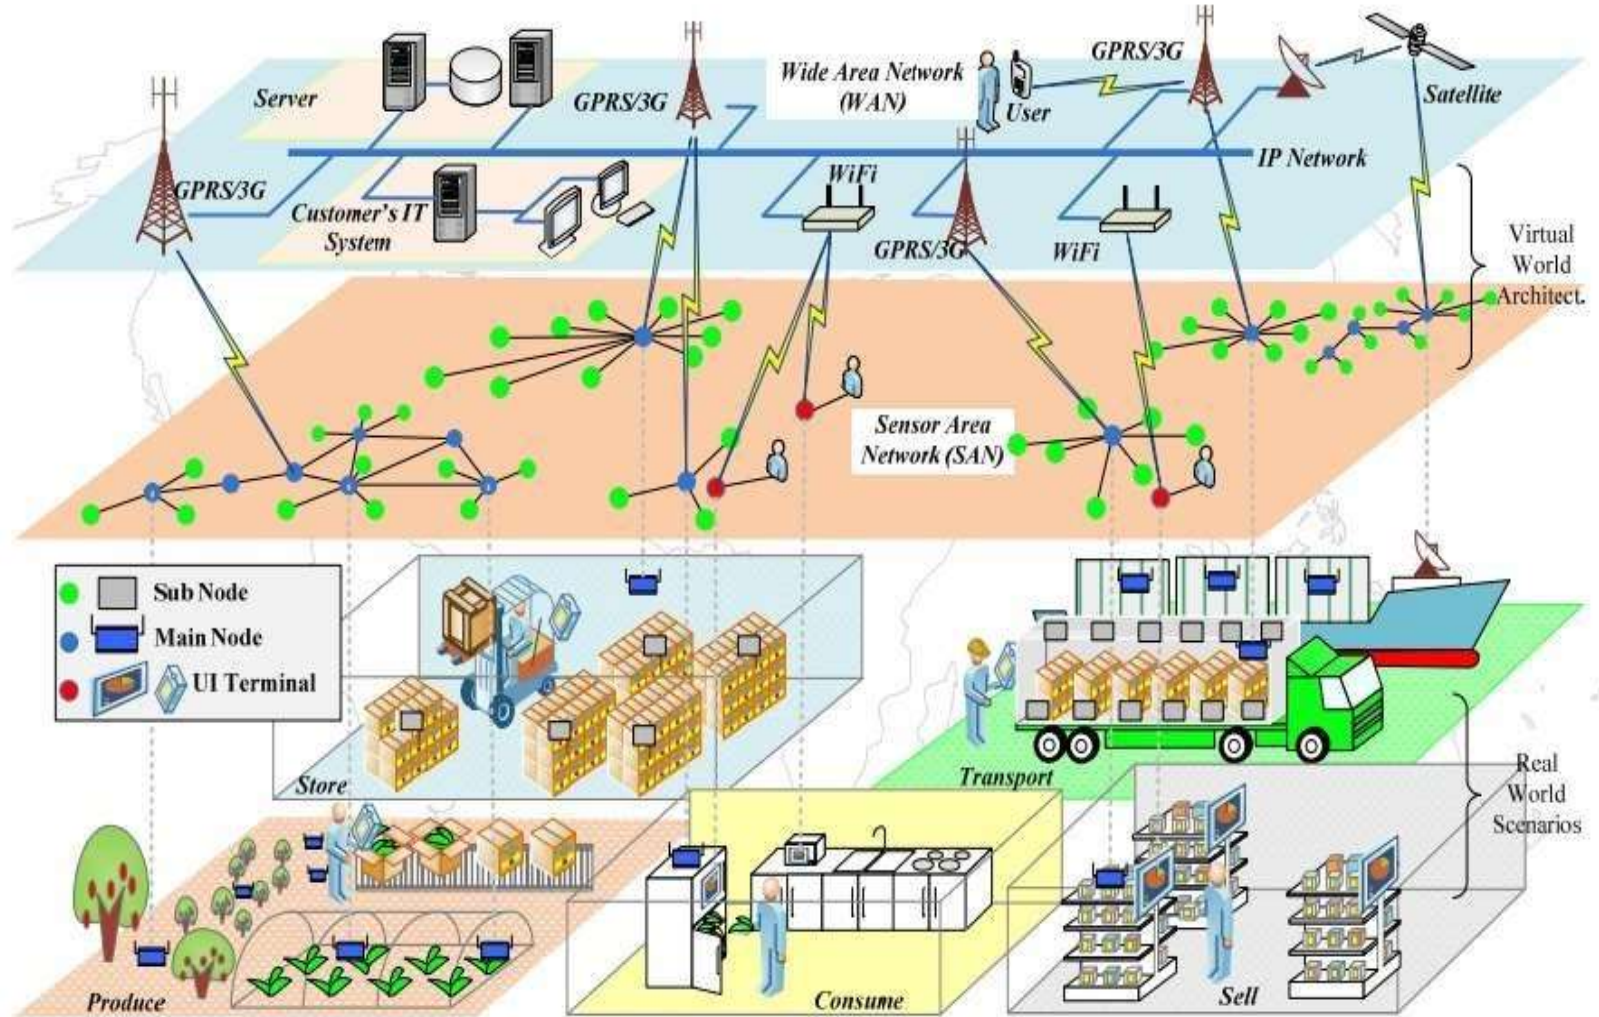 GPRS/3G
Wide Area Network
(WAN)
Server
GPRS/3G
User
Satellite
IP Network
GPRS/3G
WiFi
Customer's IT
System
GPRS/3G
WiFi
Virtual
World
Architect.
Sensor Area
Network (SAN)
Sub Node
Main Node
UI Terminal
Store
Transport
Real
World
Scenarios
Produce
Consume
Sell